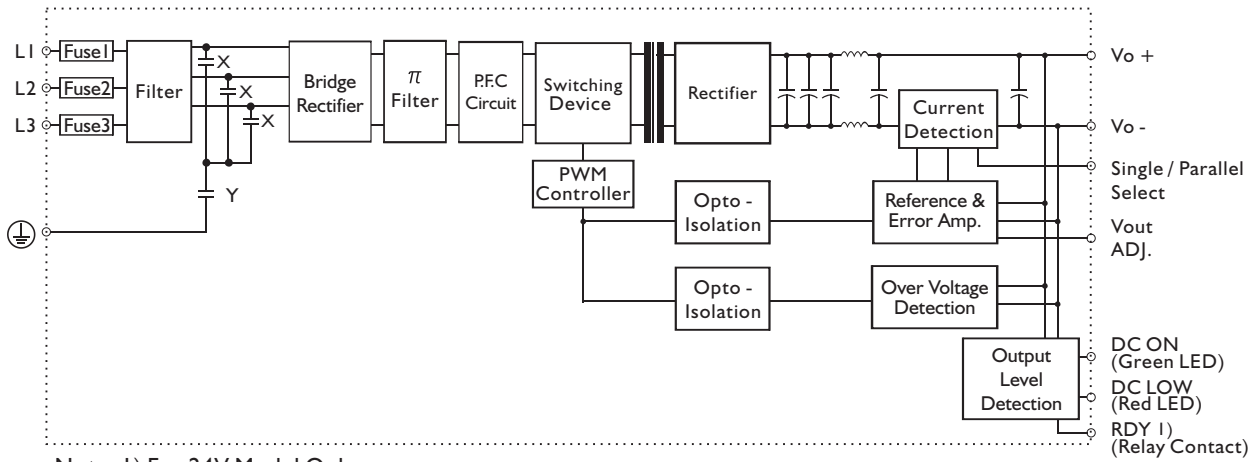 L1
Fuse1
L2
Fuse2
L3
Fuse3
Filter
X
X
X
Y
Bridge
Rectifier
π
Filter
P.F.C
Circuit
Switching
Device
PWM
Controller
Rectifier
Current
Detection
Opto -
Isolation
Reference &
Error Amp.
Opto -
Isolation
Over Voltage
Detection
Output
Level
Detection
Vo +
Vo -
Single / Parallel
Select
Vout
ADJ.
DC ON
(Green LED)
DC LOW
(Red LED)
RDY 1)
(Relay Contact)